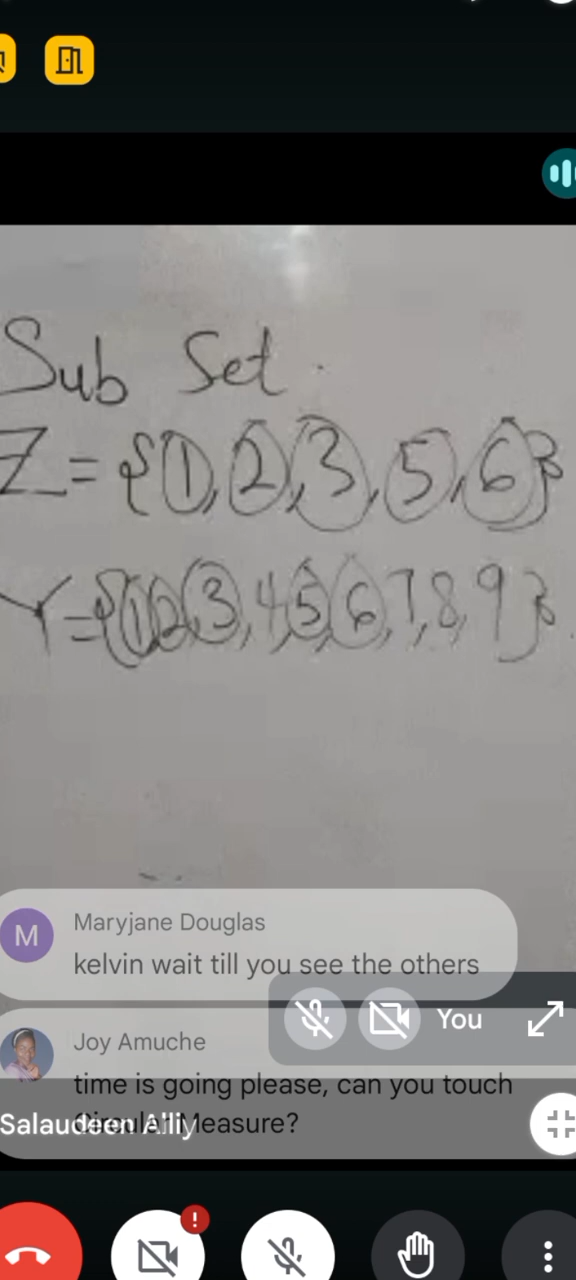 Sub Set.
Z={1,2,3,5,6}
Y={1,2,3,4,5,6,7,8,9}
M
Maryjane Douglas
kelvin wait till you see the others
You
Joy Amuche
time is going please, can you touch
Measure?
Salaudeen
!